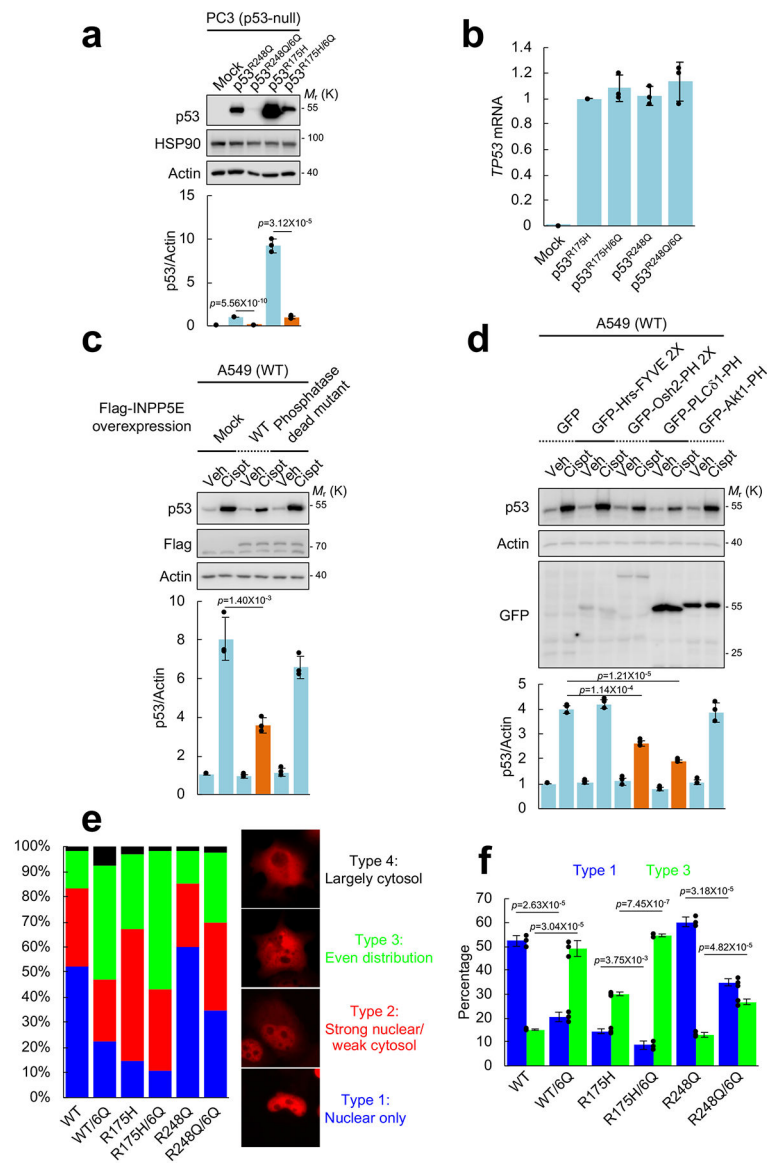 a
PC3 (p53-null)
Mock
p53R248Q
p53R248Q/6Q
p53R175H
p53R175H/6Q
Mr (K)
p53
- 55
HSP90
- 100
Actin
- 40
15
10
5
0
p53/Actin
p=3.12X10-5
p=5.56X10-10
b
1.4
1.2
1
0.8
0.6
0.4
0.2
0
TP53 mRNA
Mock
p53R175H
p53R175H/6Q
p53R248Q
p53R248Q/6Q
c
A549 (WT)
Flag-INPP5E
overexpression
Mock
WT
Phosphatase
dead mutant
Veh
Cispt
Veh
Cispt
Veh
Cispt
Mr (K)
p53
- 55
Flag
- 70
Actin
- 40
10
8
6
4
2
0
p53/Actin
p=1.40X10-3
d
A549 (WT)
GFP
GFP-Hrs-FYVE 2X
GFP-Osh2-PH 2X
GFP-PLCδ1-PH
GFP-Akt1-PH
Veh
Cispt
Veh
Cispt
Veh
Cispt
Veh
Cispt
Veh
Cispt
Mr (K)
p53
- 55
Actin
- 40
GFP
- 55
- 25
5
4
3
2
1
0
p53/Actin
p=1.21X10-5
p=1.14X10-4
e
100%
90%
80%
70%
60%
50%
40%
30%
20%
10%
0%
WT
WT/6Q
R175H
R175H/6Q
R248Q
R248Q/6Q
Type 4:
Largely cytosol
Type 3:
Even distribution
Type 2:
Strong nuclear/
weak cytosol
Type 1:
Nuclear only
f
Type 1
Type 3
70
60
50
40
30
20
10
0
Percentage
p=2.63X10-5
p=3.04X10-5
p=7.45X10-7
p=3.75X10-3
p=3.18X10-5
p=4.82X10-5
WT
WT/6Q
R175H
R175H/6Q
R248Q
R248Q/6Q